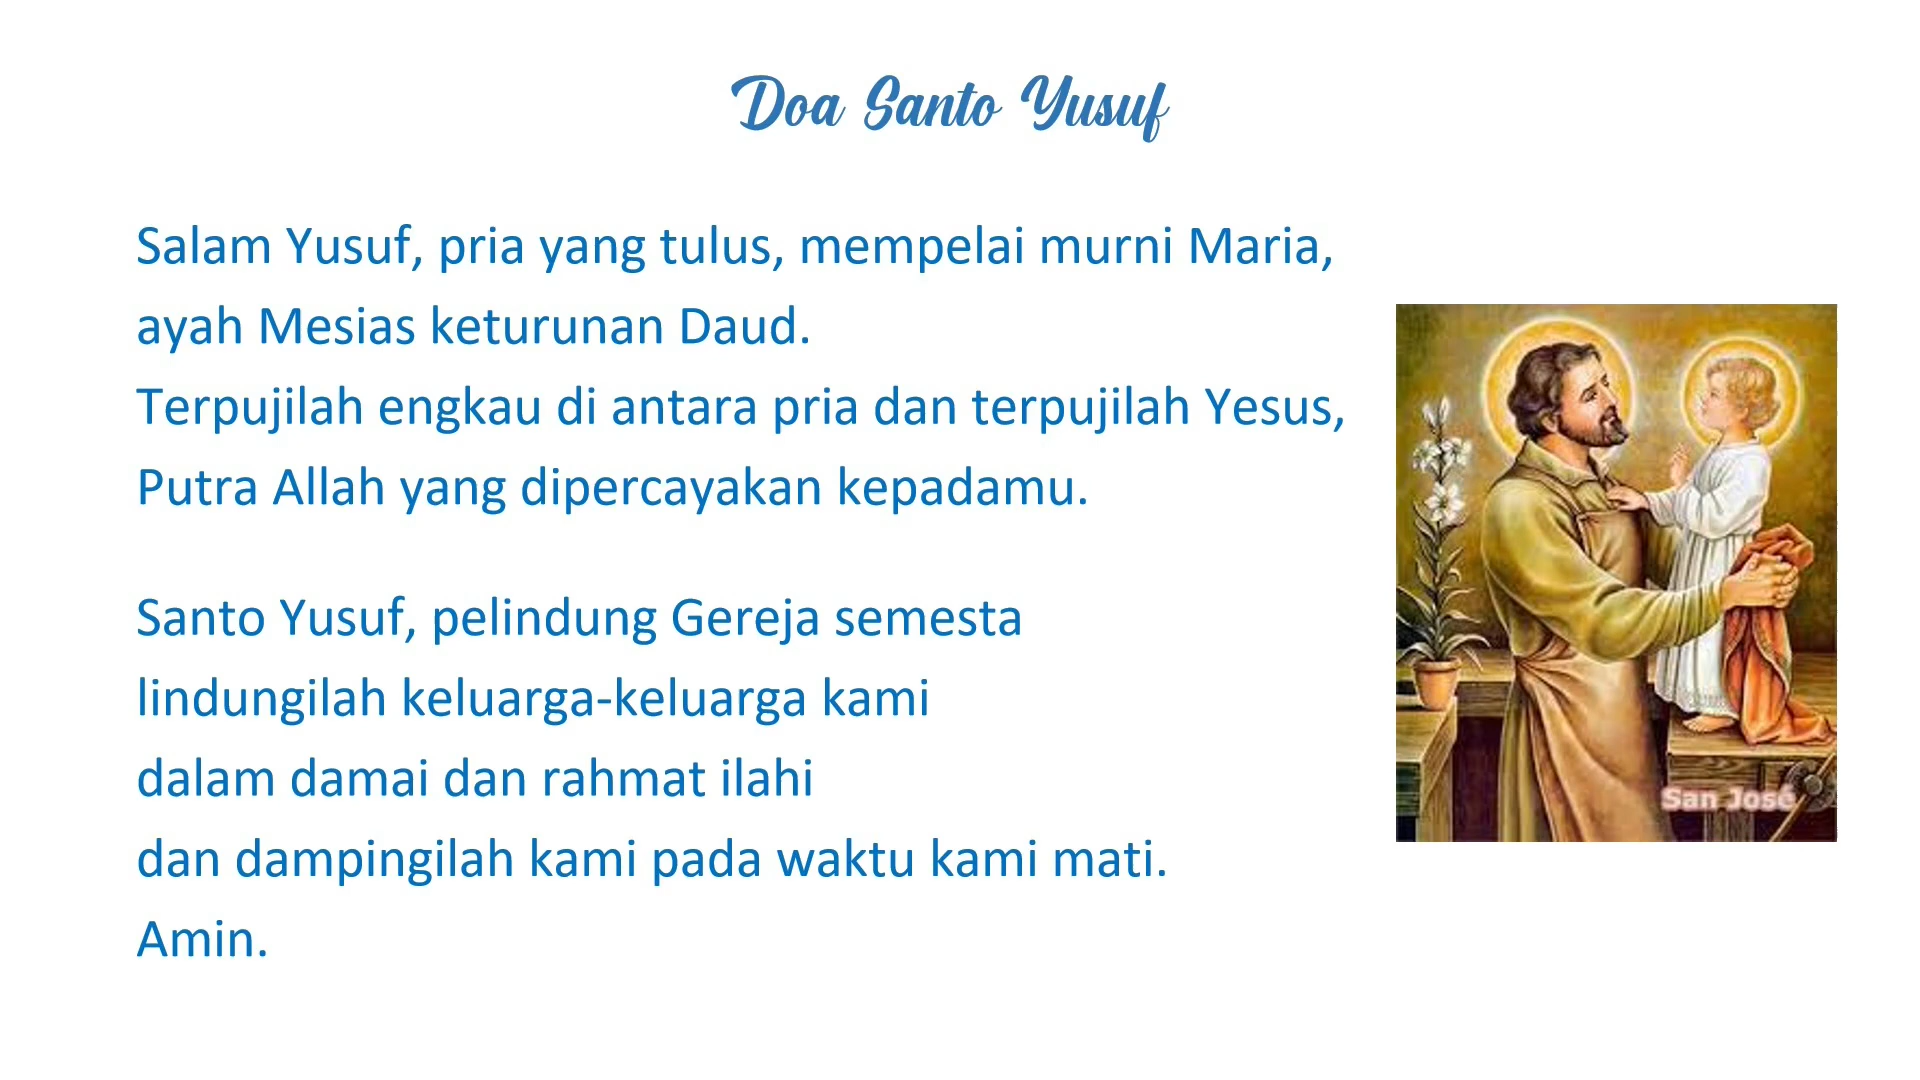 Doa Santo Yusuf
Salam Yusuf, pria yang tulus, mempelai murni Maria,
ayah Mesias keturunan Daud.
Terpujilah engkau di antara pria dan terpujilah Yesus,
Putra Allah yang dipercayakan kepadamu.
Santo Yusuf, pelindung Gereja semesta
lindungilah keluarga-keluarga kami
dalam damai dan rahmat ilahi
dan dampingilah kami pada waktu kami mati.
Amin.
San José